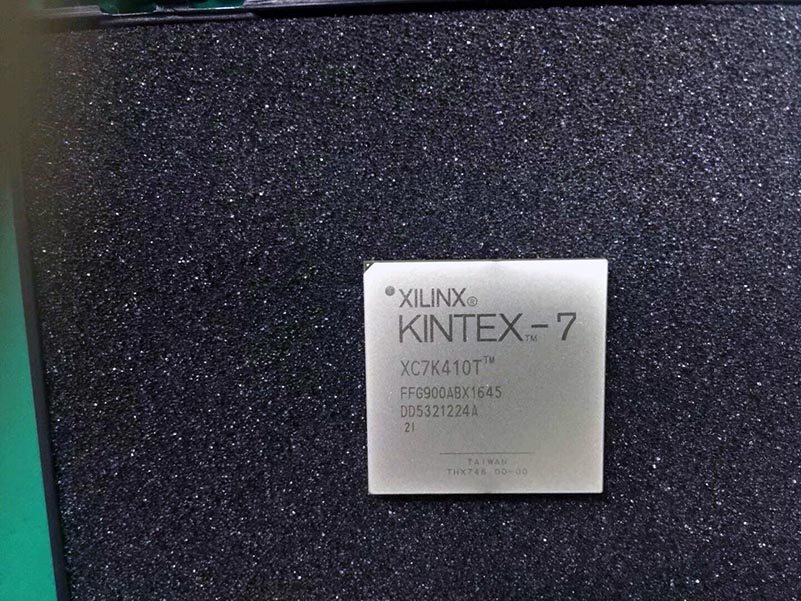 XILINX®
KINTEX™-7
XC7K410T™
FFG900ABX1645
DD5321224A
2I
TAIWAN